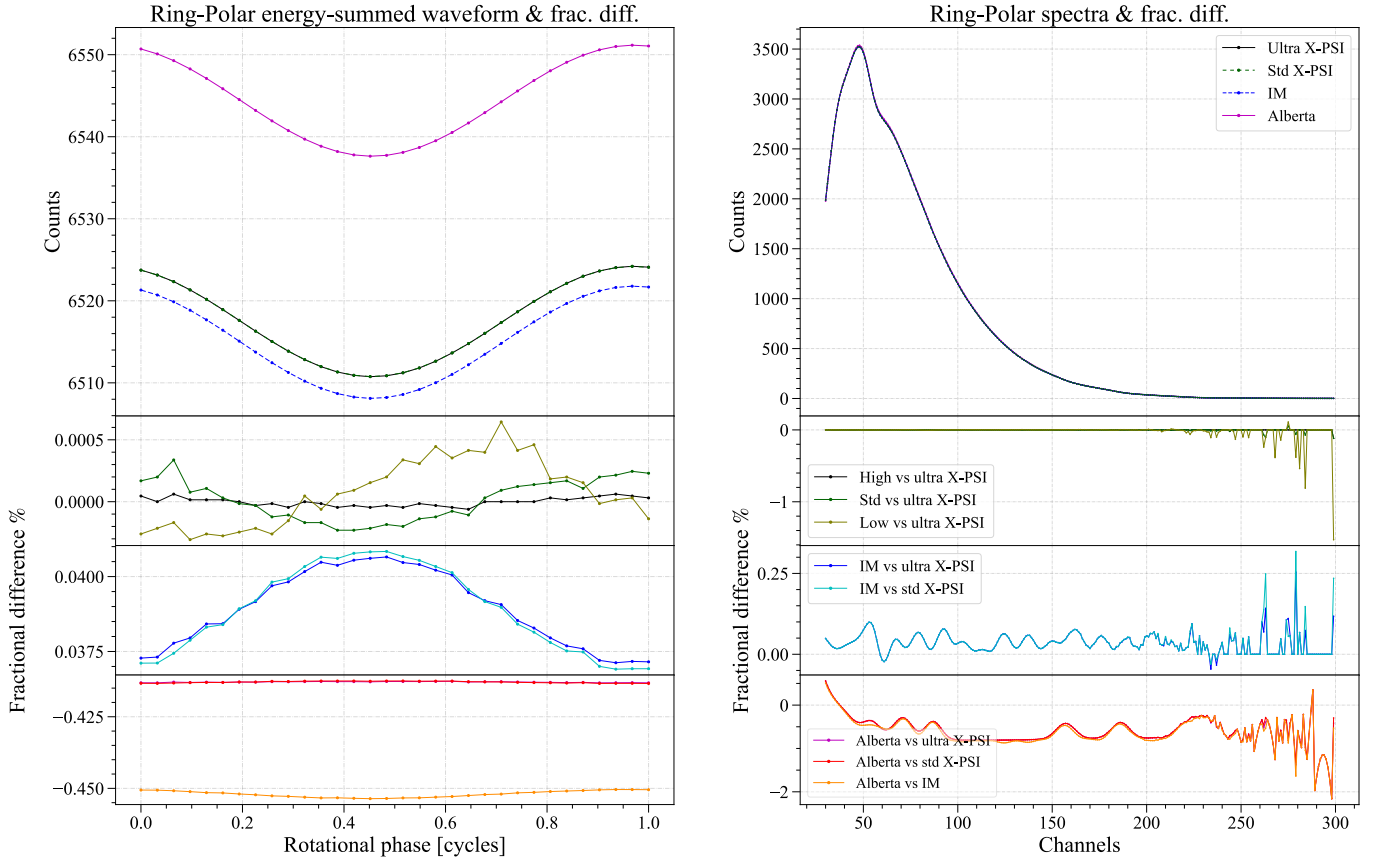 Ring-Polar energy-summed waveform & frac. diff.
6550
6540
6530
6520
6510
Counts
0.0005
0.0000
0.0400
0.0375
−0.425
−0.450
Fractional difference %
0.0
0.2
0.4
0.6
0.8
1.0
Rotational phase [cycles]
Ring-Polar spectra & frac. diff.
3500
3000
2500
2000
1500
1000
500
0
Counts
Ultra X-PSI
Std X-PSI
IM
Alberta
0
−1
High vs ultra X-PSI
Std vs ultra X-PSI
Low vs ultra X-PSI
0.25
0.00
IM vs ultra X-PSI
IM vs std X-PSI
0
−2
Alberta vs ultra X-PSI
Alberta vs std X-PSI
Alberta vs IM
Fractional difference %
50
100
150
200
250
300
Channels